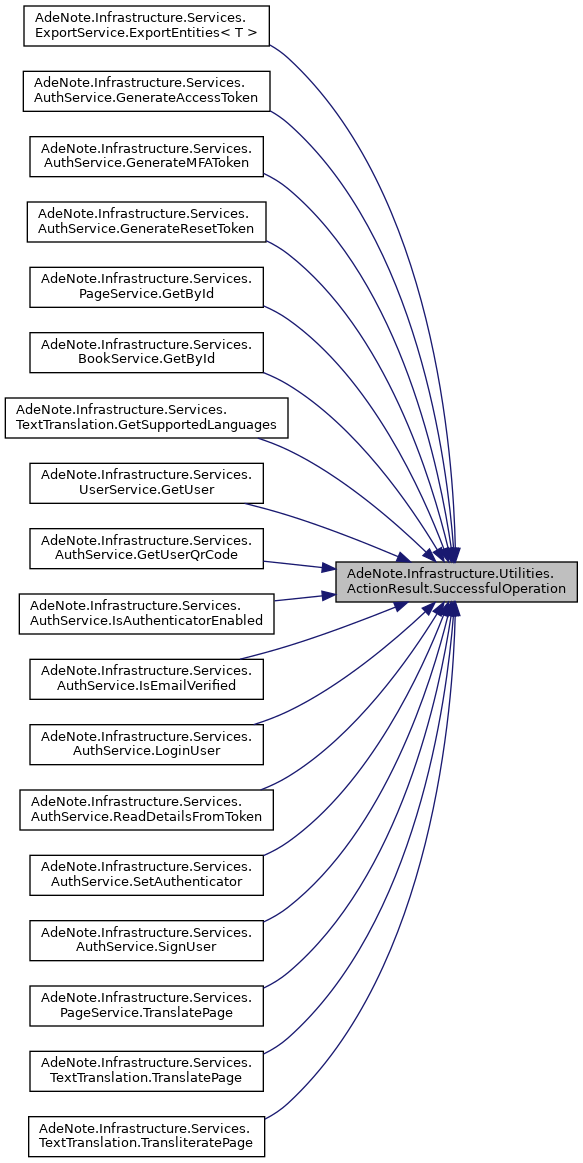 AdeNote.Infrastructure.Services.
ExportService.ExportEntities< T >
AdeNote.Infrastructure.Services.
AuthService.GenerateAccessToken
AdeNote.Infrastructure.Services.
AuthService.GenerateMFAToken
AdeNote.Infrastructure.Services.
AuthService.GenerateResetToken
AdeNote.Infrastructure.Services.
PageService.GetById
AdeNote.Infrastructure.Services.
BookService.GetById
AdeNote.Infrastructure.Services.
TextTranslation.GetSupportedLanguages
AdeNote.Infrastructure.Services.
UserService.GetUser
AdeNote.Infrastructure.Services.
AuthService.GetUserQrCode
AdeNote.Infrastructure.Utilities.
ActionResult.SuccessfulOperation
AdeNote.Infrastructure.Services.
AuthService.IsAuthenticatorEnabled
AdeNote.Infrastructure.Services.
AuthService.IsEmailVerified
AdeNote.Infrastructure.Services.
AuthService.LoginUser
AdeNote.Infrastructure.Services.
AuthService.ReadDetailsFromToken
AdeNote.Infrastructure.Services.
AuthService.SetAuthenticator
AdeNote.Infrastructure.Services.
AuthService.SignUser
AdeNote.Infrastructure.Services.
PageService.TranslatePage
AdeNote.Infrastructure.Services.
TextTranslation.TranslatePage
AdeNote.Infrastructure.Services.
TextTranslation.TransliteratePage